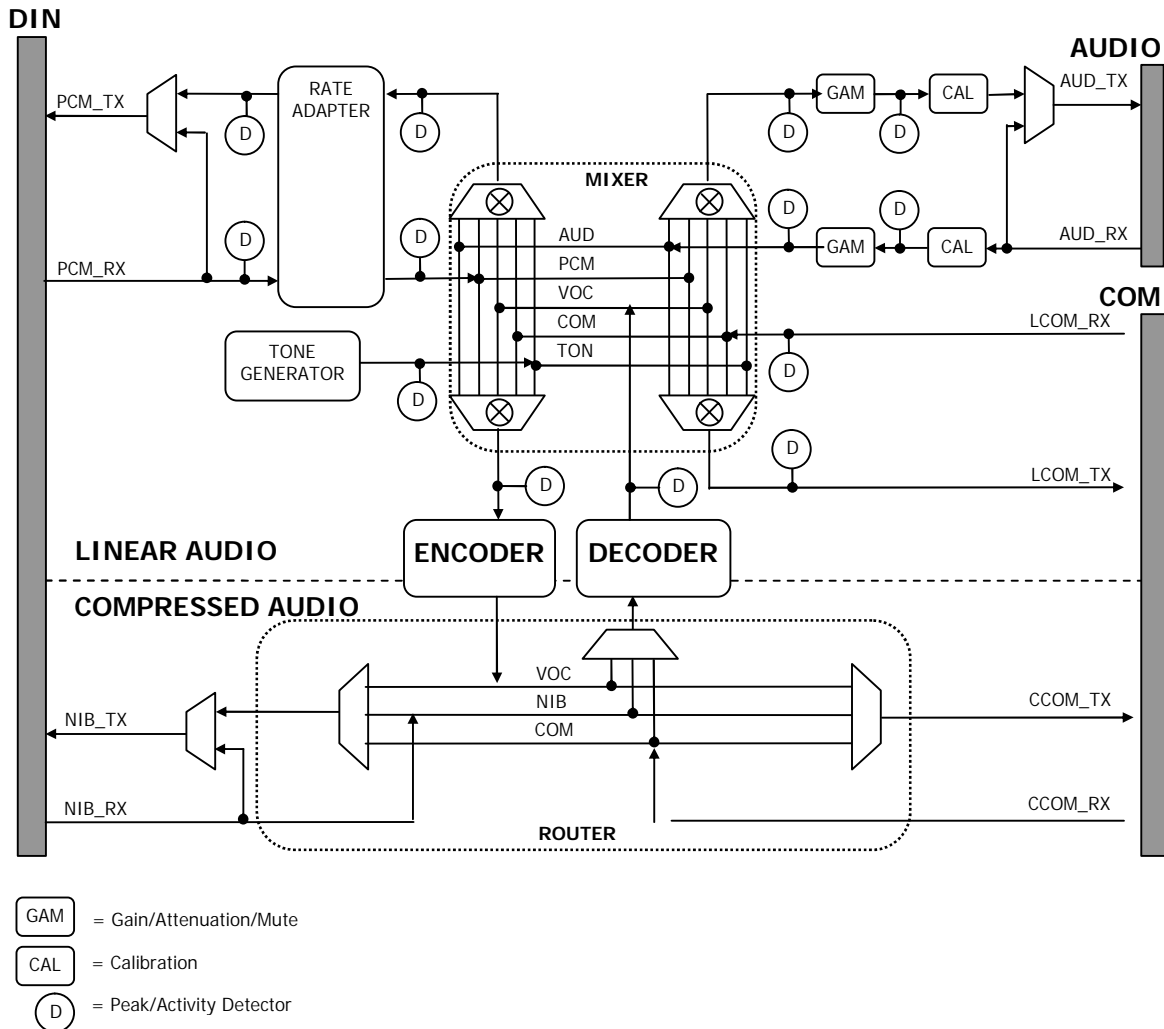 DIN
AUDIO
PCM_TX
RATE
ADAPTER
D
D
D
GAM
D
CAL
AUD_TX
MIXER
PCM_RX
D
D
AUD
PCM
VOC
COM
TON
D
GAM
D
CAL
AUD_RX
COM
TONE
GENERATOR
D
LCOM_RX
D
D
LCOM_TX
D
D
LINEAR AUDIO
ENCODER
DECODER
COMPRESSED AUDIO
VOC
NIB
COM
NIB_TX
CCOM_TX
NIB_RX
CCOM_RX
ROUTER
GAM = Gain/Attenuation/Mute
CAL = Calibration
D = Peak/Activity Detector